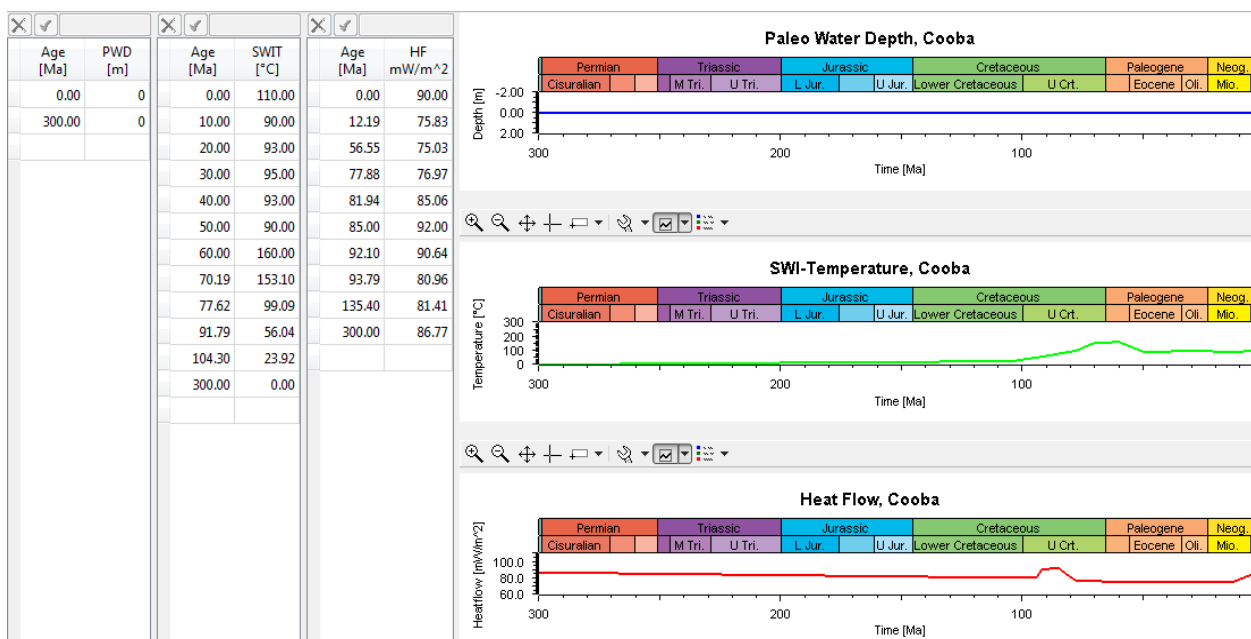 Age PWD
[Ma] [m]
0.00 0
300.00 0
Age SWIT
[Ma] [°C]
0.00 110.00
10.00 90.00
20.00 93.00
30.00 95.00
40.00 93.00
50.00 90.00
60.00 160.00
70.19 153.10
77.62 99.09
91.79 56.04
104.30 23.92
300.00 0.00
Age HF
[Ma] mW/m^2
0.00 90.00
12.19 75.83
56.55 75.03
77.88 76.97
81.94 85.06
85.00 92.00
92.10 90.64
93.79 80.96
135.40 81.41
300.00 86.77
Paleo Water Depth, Cooba
Permian Triassic Jurassic Cretaceous Paleogene Neog.
Cisuralian M Tri. U Tri. L Jur. U Jur. Lower Cretaceous U Crt. Eocene Oli. Mio.
Depth [m]
-2.00
0.00
2.00
300 200 100
Time [Ma]
SWI-Temperature, Cooba
Permian Triassic Jurassic Cretaceous Paleogene Neog.
Cisuralian M Tri. U Tri. L Jur. U Jur. Lower Cretaceous U Crt. Eocene Oli. Mio.
Temperature [°C]
300
200
100
0
300 200 100
Time [Ma]
Heat Flow, Cooba
Permian Triassic Jurassic Cretaceous Paleogene Neog.
Cisuralian M Tri. U Tri. L Jur. U Jur. Lower Cretaceous U Crt. Eocene Oli. Mio.
Heatflow [mW/m^2]
100.0
80.0
60.0
300 200 100
Time [Ma]